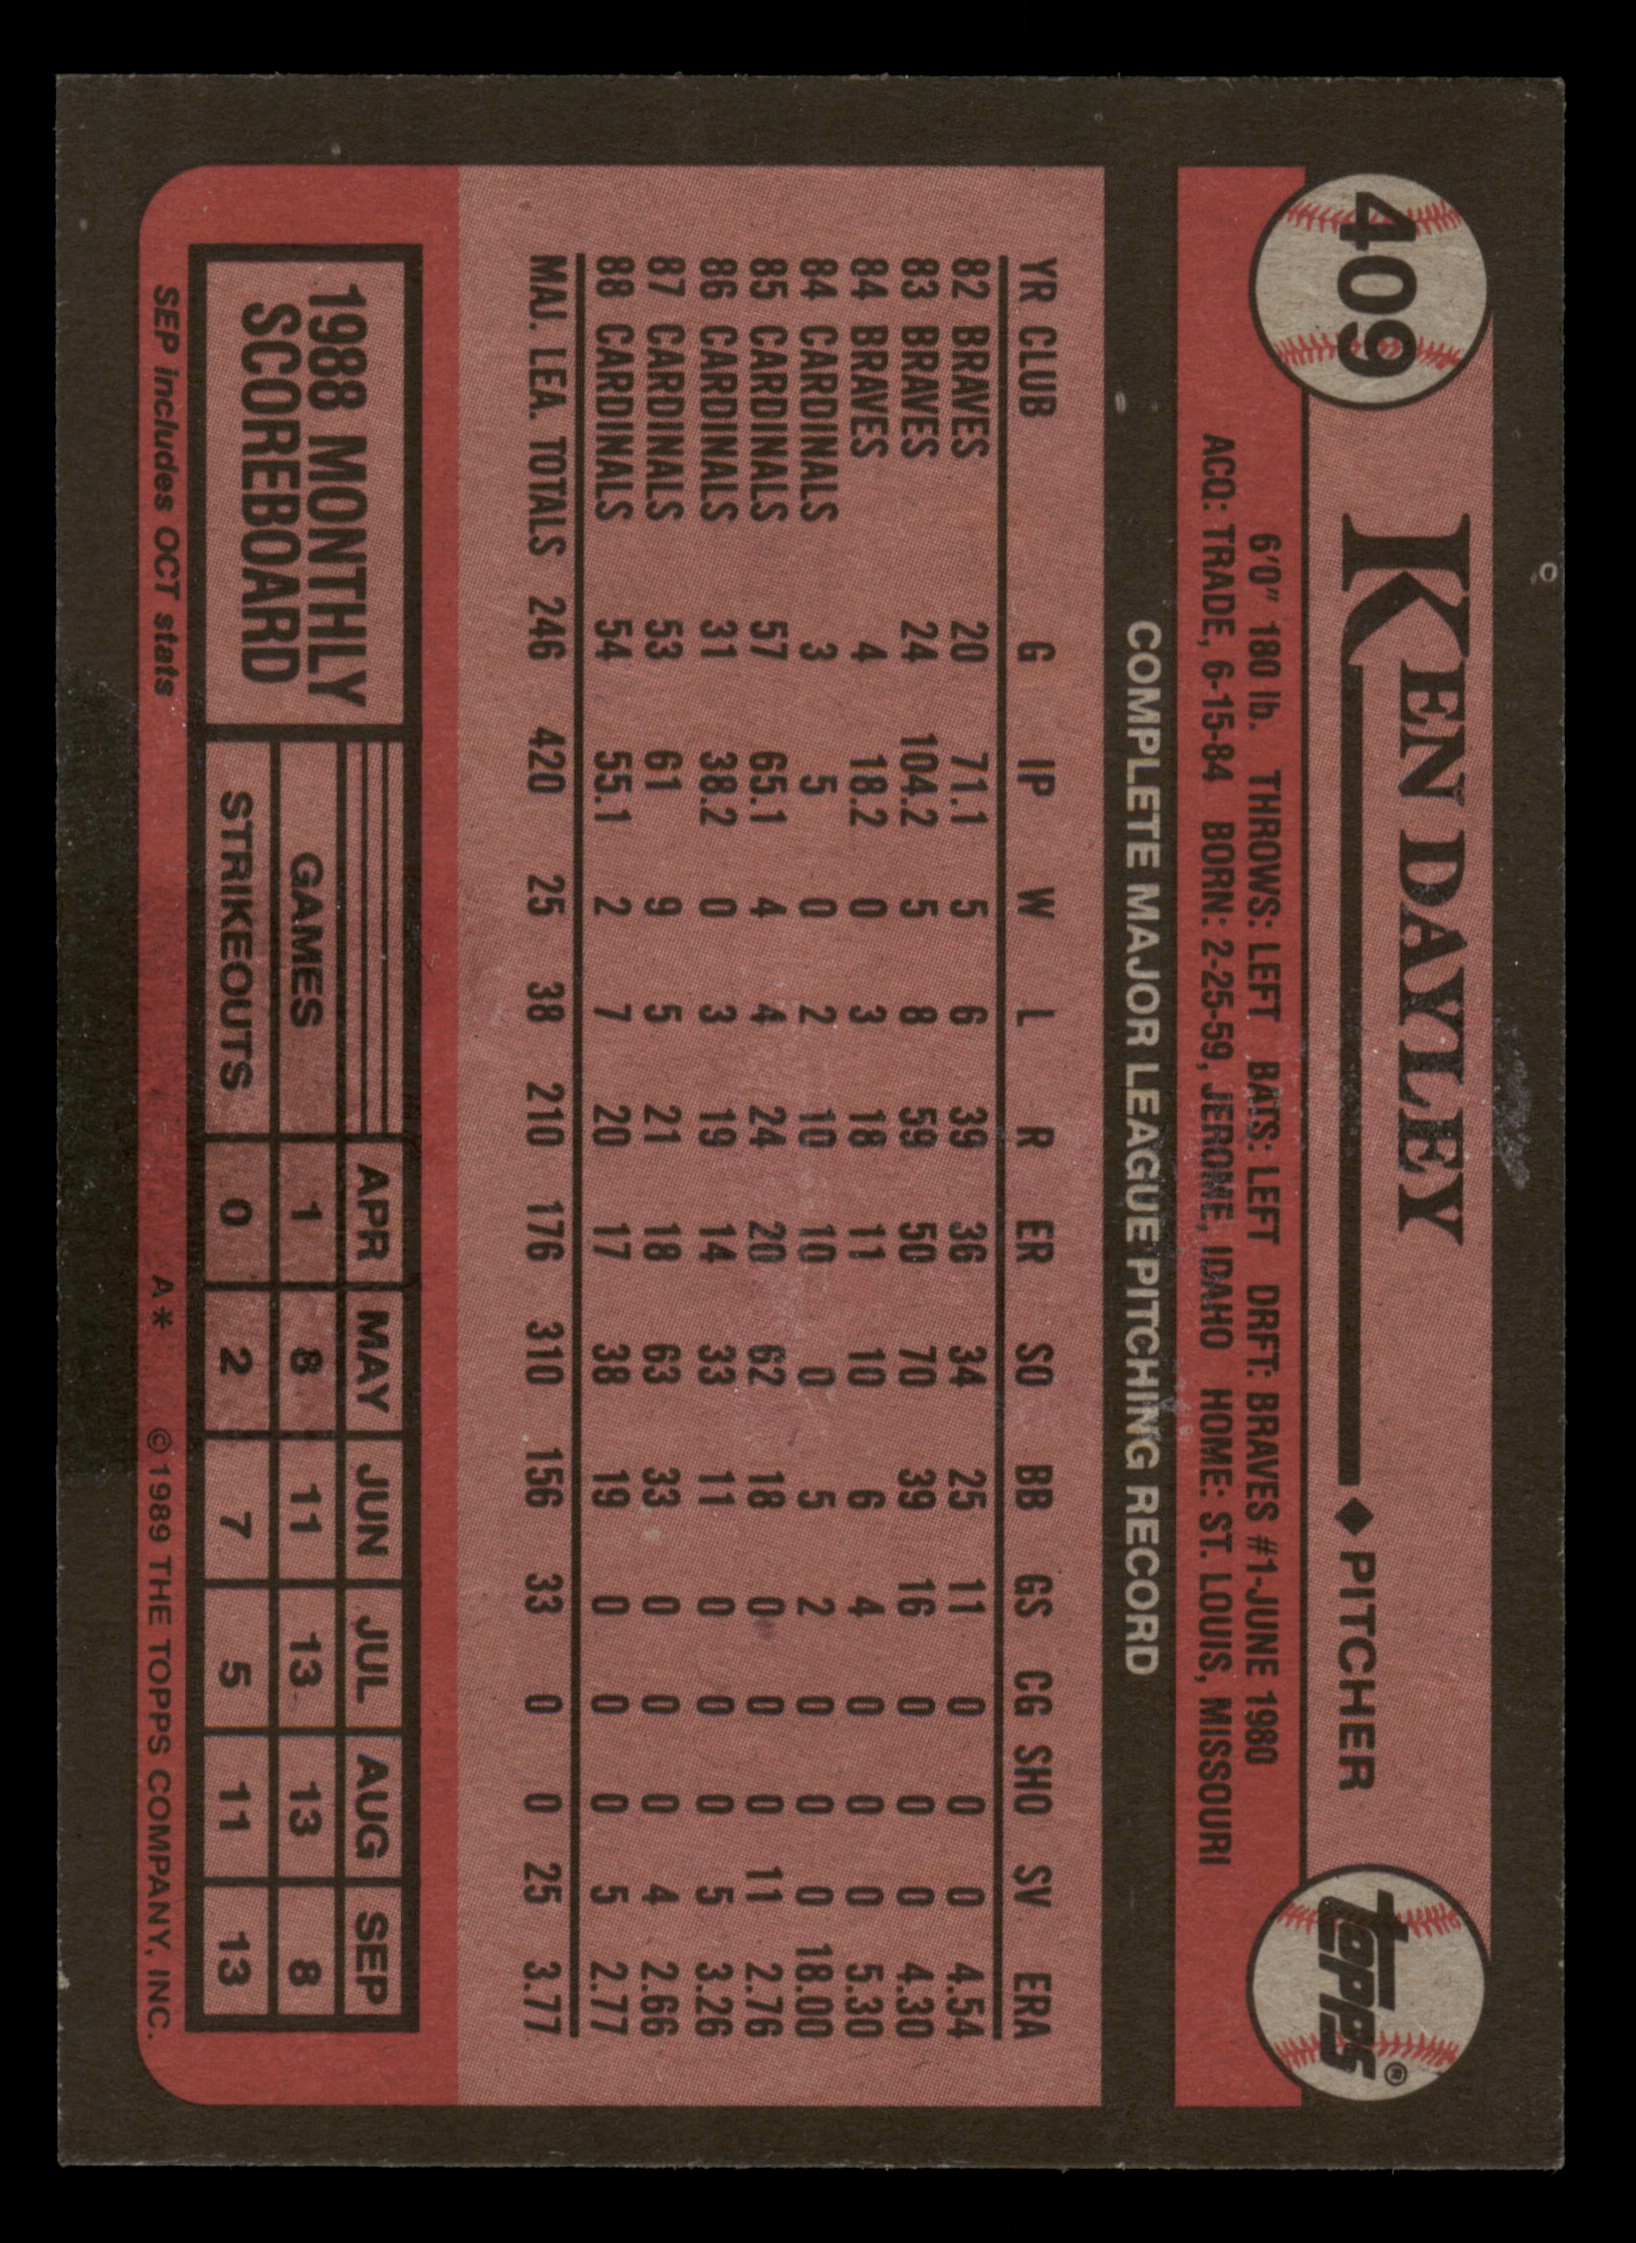 409
KEN DAYLEY ◆ PITCHER
topps®
6'0" 180 lb. THROWS: LEFT BATS: LEFT DRFT: BRAVES #1-JUNE 1980
ACQ: TRADE, 6-15-84 BORN: 2-25-59, JEROME, IDAHO HOME: ST. LOUIS, MISSOURI
COMPLETE MAJOR LEAGUE PITCHING RECORD
YR CLUB G IP W L R ER SO BB GS CG SHO SV ERA
82 BRAVES 20 71.1 5 6 39 36 34 25 11 0 0 0 4.54
83 BRAVES 24 104.2 5 8 59 50 70 39 16 0 0 0 4.30
84 BRAVES 4 18.2 0 3 18 11 10 6 4 0 0 0 5.30
84 CARDINALS 3 5 0 2 10 10 0 5 2 0 0 0 18.00
85 CARDINALS 57 65.1 4 4 24 20 62 18 0 0 0 11 2.76
86 CARDINALS 31 38.2 0 3 19 14 33 11 0 0 0 5 3.26
87 CARDINALS 53 61 9 5 21 18 63 33 0 0 0 4 2.66
88 CARDINALS 54 55.1 2 7 20 17 38 19 0 0 0 5 2.77
MAJ. LEA. TOTALS 246 420 25 38 210 176 310 156 33 0 0 25 3.77
1988 MONTHLY
SCOREBOARD
APR MAY JUN JUL AUG SEP
GAMES 1 8 11 13 13 8
STRIKEOUTS 0 2 7 5 11 13
SEP includes OCT stats A* ©1989 THE TOPPS COMPANY, INC.